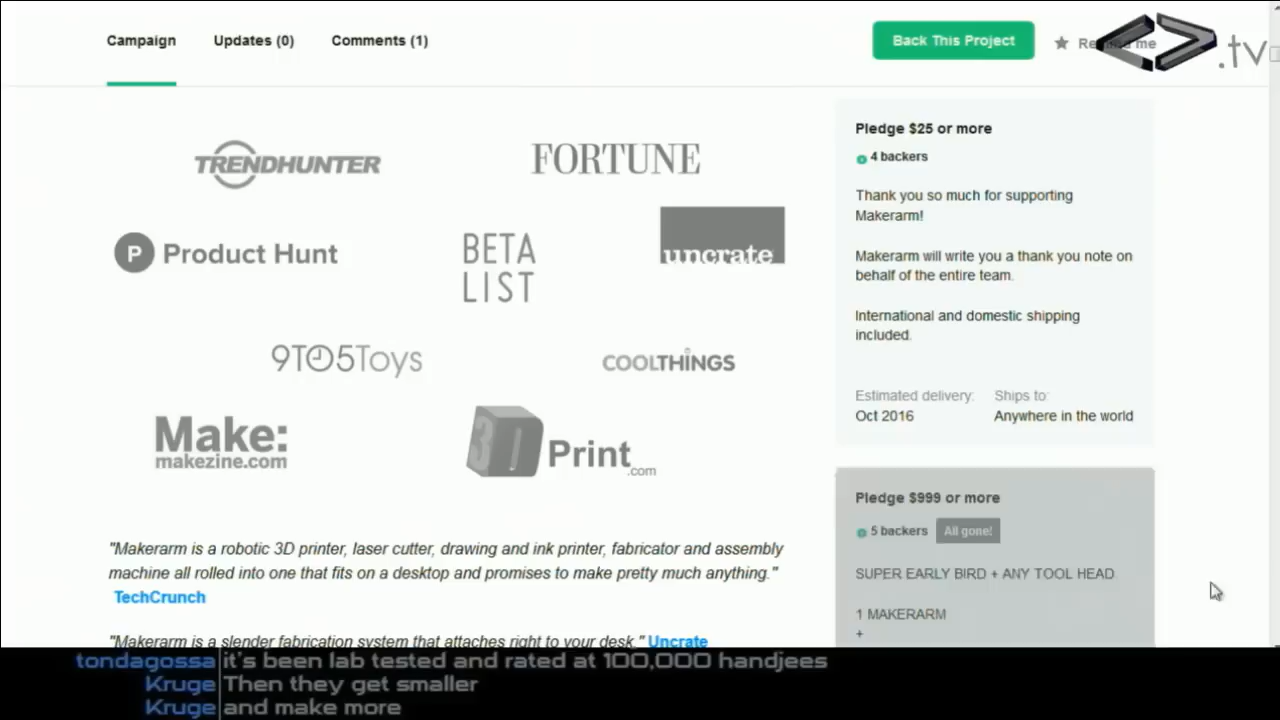 Campaign Updates (0) Comments (1)
Back This Project
.tv
TRENDHUNTER
FORTUNE
P Product Hunt
BETA
LIST
uncrate
9TO5Toys
COOLTHINGS
Make:
makezine.com
3 Print
.com
"Makerarm is a robotic 3D printer, laser cutter, drawing and ink printer, fabricator and assembly
machine all rolled into one that fits on a desktop and promises to make pretty much anything."
TechCrunch
"Makerarm is a slender fabrication system that attaches right to your desk." Uncrate
Pledge $25 or more
4 backers
Thank you so much for supporting
Makerarm!
Makerarm will write you a thank you note on
behalf of the entire team.
International and domestic shipping
included.
Estimated delivery: Ships to:
Oct 2016 Anywhere in the world
Pledge $999 or more
5 backers All gone!
SUPER EARLY BIRD + ANY TOOL HEAD
1 MAKERARM
+
tondagossa it's been lab tested and rated at 100,000 handjees
Kruge Then they get smaller
Kruge and make more